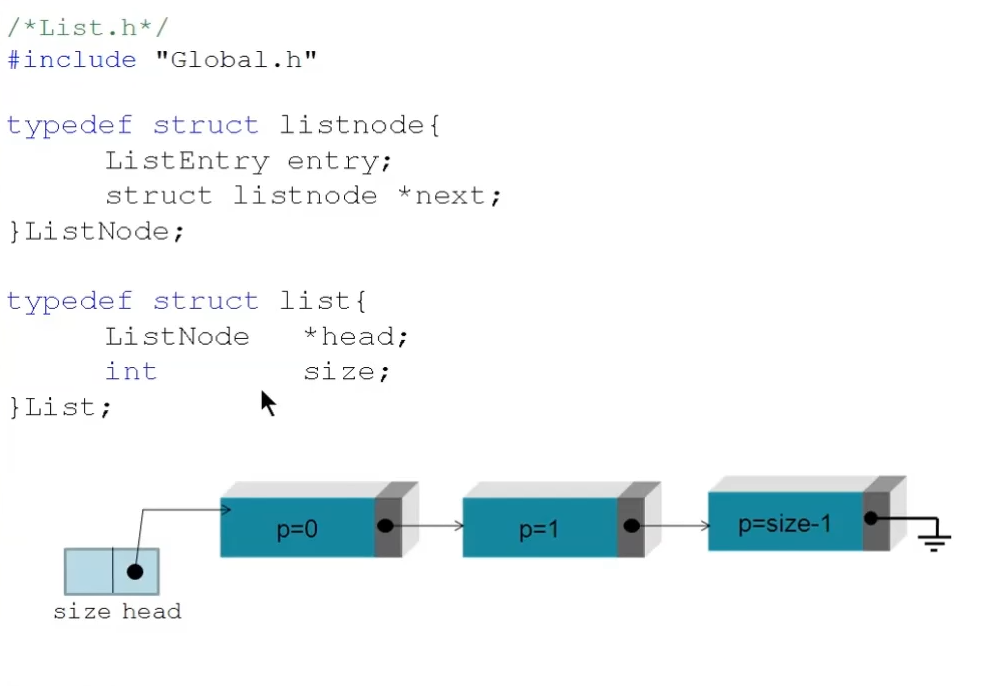 /*List.h*/
#include "Global.h"
typedef struct listnode{
ListEntry entry;
struct listnode *next;
}ListNode;
typedef struct list{
ListNode *head;
int size;
}List;
p=0
p=1
p=size-1
size head